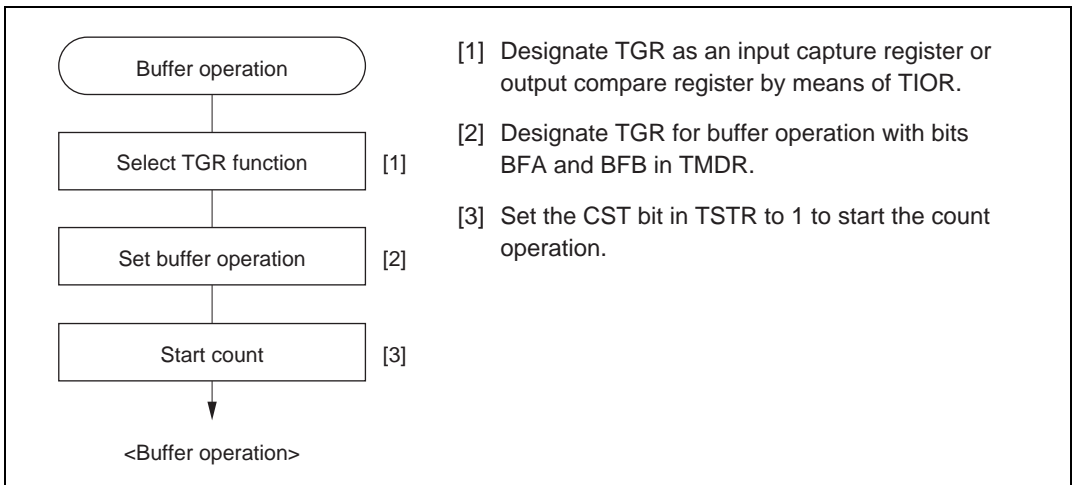 Buffer operation
Select TGR function [1]
Set buffer operation [2]
Start count [3]
<Buffer operation>
[1] Designate TGR as an input capture register or
output compare register by means of TIOR.
[2] Designate TGR for buffer operation with bits
BFA and BFB in TMDR.
[3] Set the CST bit in TSTR to 1 to start the count
operation.